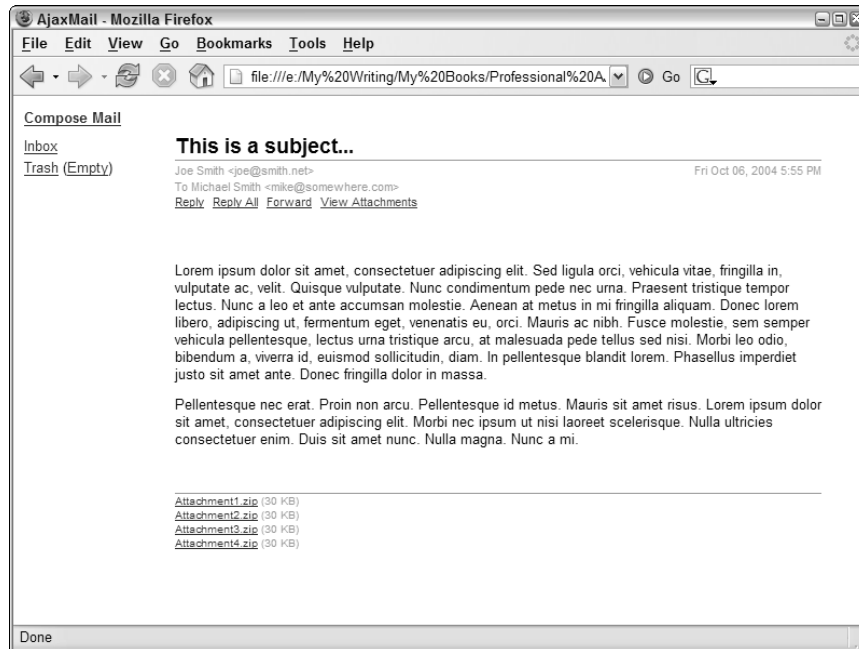 AjaxMail - Mozilla Firefox
File Edit View Go Bookmarks Tools Help
file:///e:/My%20Writing/My%20Books/Professional%20A Go G
Compose Mail
Inbox
Trash (Empty)
This is a subject...
Joe Smith <joe@smith.net> Fri Oct 06, 2004 5:55 PM
To Michael Smith <mike@somewhere.com>
Reply Reply All Forward View Attachments
Lorem ipsum dolor sit amet, consectetuer adipiscing elit. Sed ligula orci, vehicula vitae, fringilla in,
vulputate ac, velit. Quisque vulputate. Nunc condimentum pede nec urna. Praesent tristique tempor
lectus. Nunc a leo et ante accumsan molestie. Aenean at metus in mi fringilla aliquam. Donec lorem
libero, adipiscing ut, fermentum eget, venenatis eu, orci. Mauris ac nibh. Fusce molestie, sem semper
vehicula pellentesque, lectus urna tristique arcu, at malesuada pede tellus sed nisi. Morbi leo odio,
bibendum a, viverra id, euismod sollicitudin, diam. In pellentesque blandit lorem. Phasellus imperdiet
justo sit amet ante. Donec fringilla dolor in massa.
Pellentesque nec erat. Proin non arcu. Pellentesque id metus. Mauris sit amet risus. Lorem ipsum dolor
sit amet, consectetuer adipiscing elit. Morbi nec ipsum ut nisi laoreet scelerisque. Nulla ultricies
consectetuer enim. Duis sit amet nunc. Nulla magna. Nunc a mi.
Attachment1.zip (30 KB)
Attachment2.zip (30 KB)
Attachment3.zip (30 KB)
Attachment4.zip (30 KB)
Done